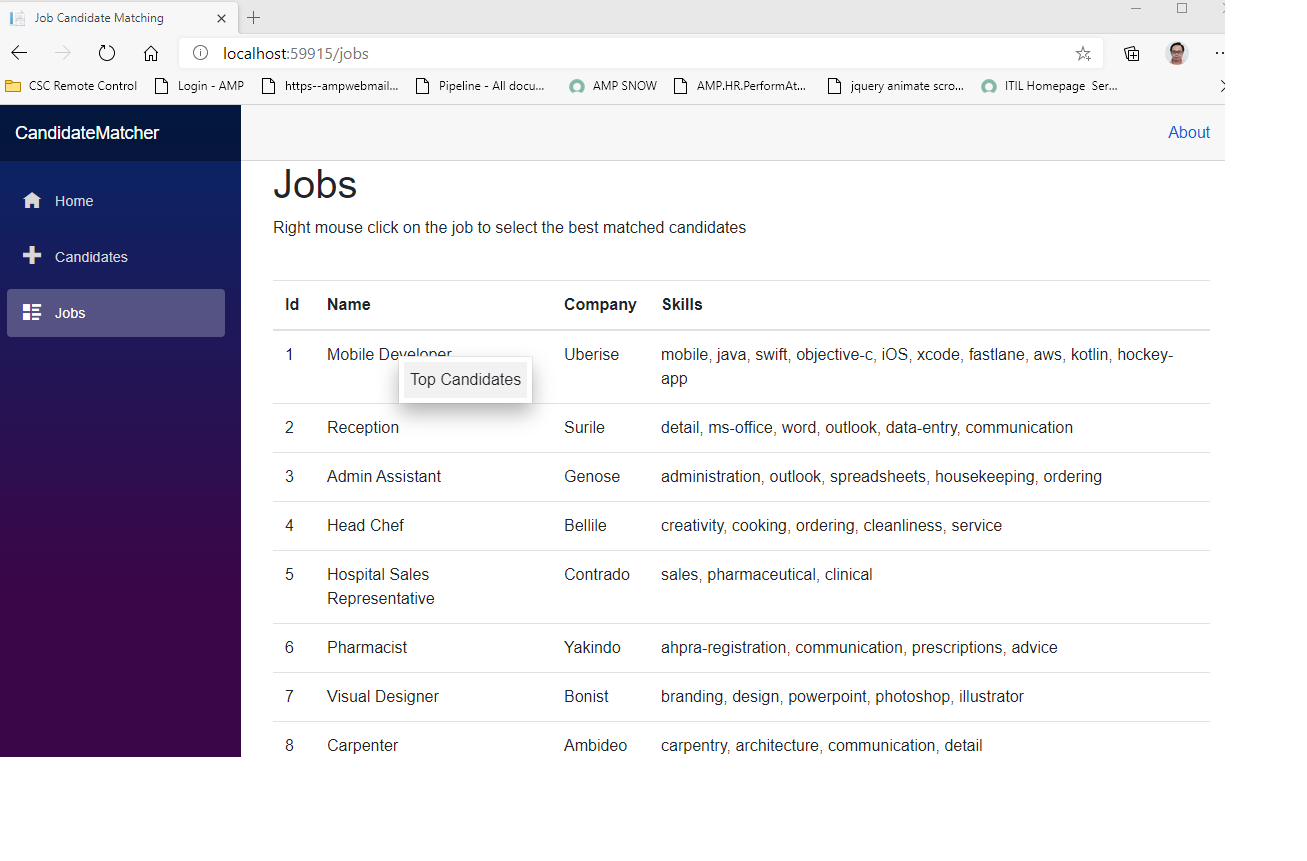 Job Candidate Matching
localhost:59915/jobs
CSC Remote Control Login - AMP https--ampwebmail... Pipeline - All docu... AMP SNOW AMP.HR.PerformAt... jquery animate scro... ITIL Homepage Ser...
CandidateMatcher
About
Home
Candidates
Jobs
Jobs
Right mouse click on the job to select the best matched candidates
Id Name Company Skills
1 Mobile Developer Uberise mobile, java, swift, objective-c, iOS, xcode, fastlane, aws, kotlin, hockey-
app
Top Candidates
2 Reception Surile detail, ms-office, word, outlook, data-entry, communication
3 Admin Assistant Genose administration, outlook, spreadsheets, housekeeping, ordering
4 Head Chef Bellile creativity, cooking, ordering, cleanliness, service
5 Hospital Sales Contrado sales, pharmaceutical, clinical
Representative
6 Pharmacist Yakindo ahpra-registration, communication, prescriptions, advice
7 Visual Designer Bonist branding, design, powerpoint, photoshop, illustrator
8 Carpenter Ambideo carpentry, architecture, communication, detail